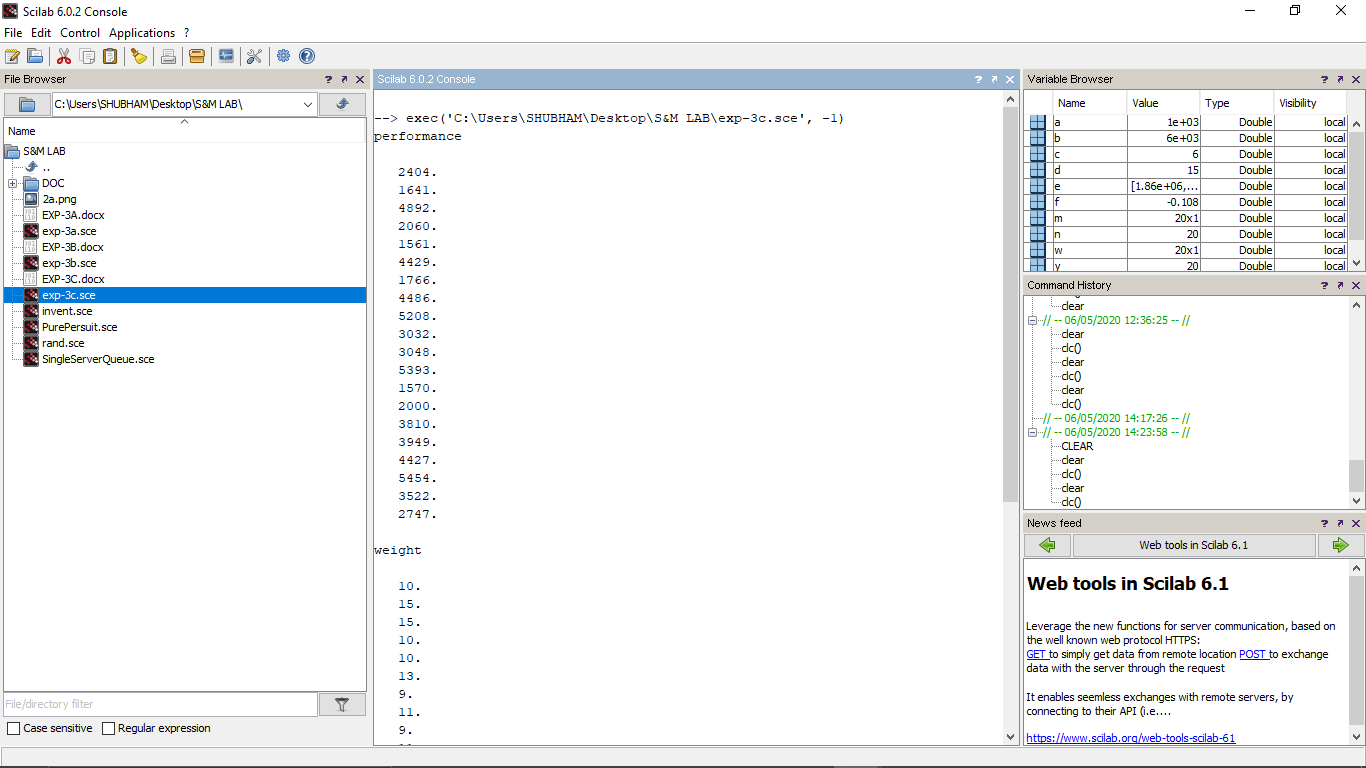 Scilab 6.0.2 Console
File Edit Control Applications ?
File Browser
C:\Users\SHUBHAM\Desktop\S&M LAB\
Name
S&M LAB
..
DOC
2a.png
EXP-3A.docx
exp-3a.sce
EXP-3B.docx
exp-3b.sce
EXP-3C.docx
exp-3c.sce
invent.sce
PurePersuit.sce
rand.sce
SingleServerQueue.sce
File/directory filter
Case sensitive Regular expression
Scilab 6.0.2 Console
--> exec('C:\Users\SHUBHAM\Desktop\S&M LAB\exp-3c.sce', -1)
performance
2404.
1641.
4892.
2060.
1561.
4429.
1766.
4486.
5208.
3032.
3048.
5393.
1570.
2000.
3810.
3949.
4427.
5454.
3522.
2747.
weight
10.
15.
15.
10.
10.
13.
9.
11.
9.
Variable Browser
Name Value Type Visibility
a 1e+03 Double local
b 6e+03 Double local
c 6 Double local
d 15 Double local
e [1.86e+06,... Double local
f -0.108 Double local
m 20x1 Double local
n 20 Double local
w 20x1 Double local
y 20 Double local
Command History
clear
// -- 06/05/2020 12:36:25 -- //
clear
clc()
clear
clc()
clear
clc()
// -- 06/05/2020 14:17:26 -- //
// -- 06/05/2020 14:23:58 -- //
CLEAR
clear
clc()
clear
clc()
News feed
Web tools in Scilab 6.1
Web tools in Scilab 6.1
Leverage the new functions for server communication, based on
the well known web protocol HTTPS:
GET to simply get data from remote location POST to exchange
data with the server through the request
It enables seemless exchanges with remote servers, by
connecting to their API (i.e....
https://www.scilab.org/web-tools-scilab-61